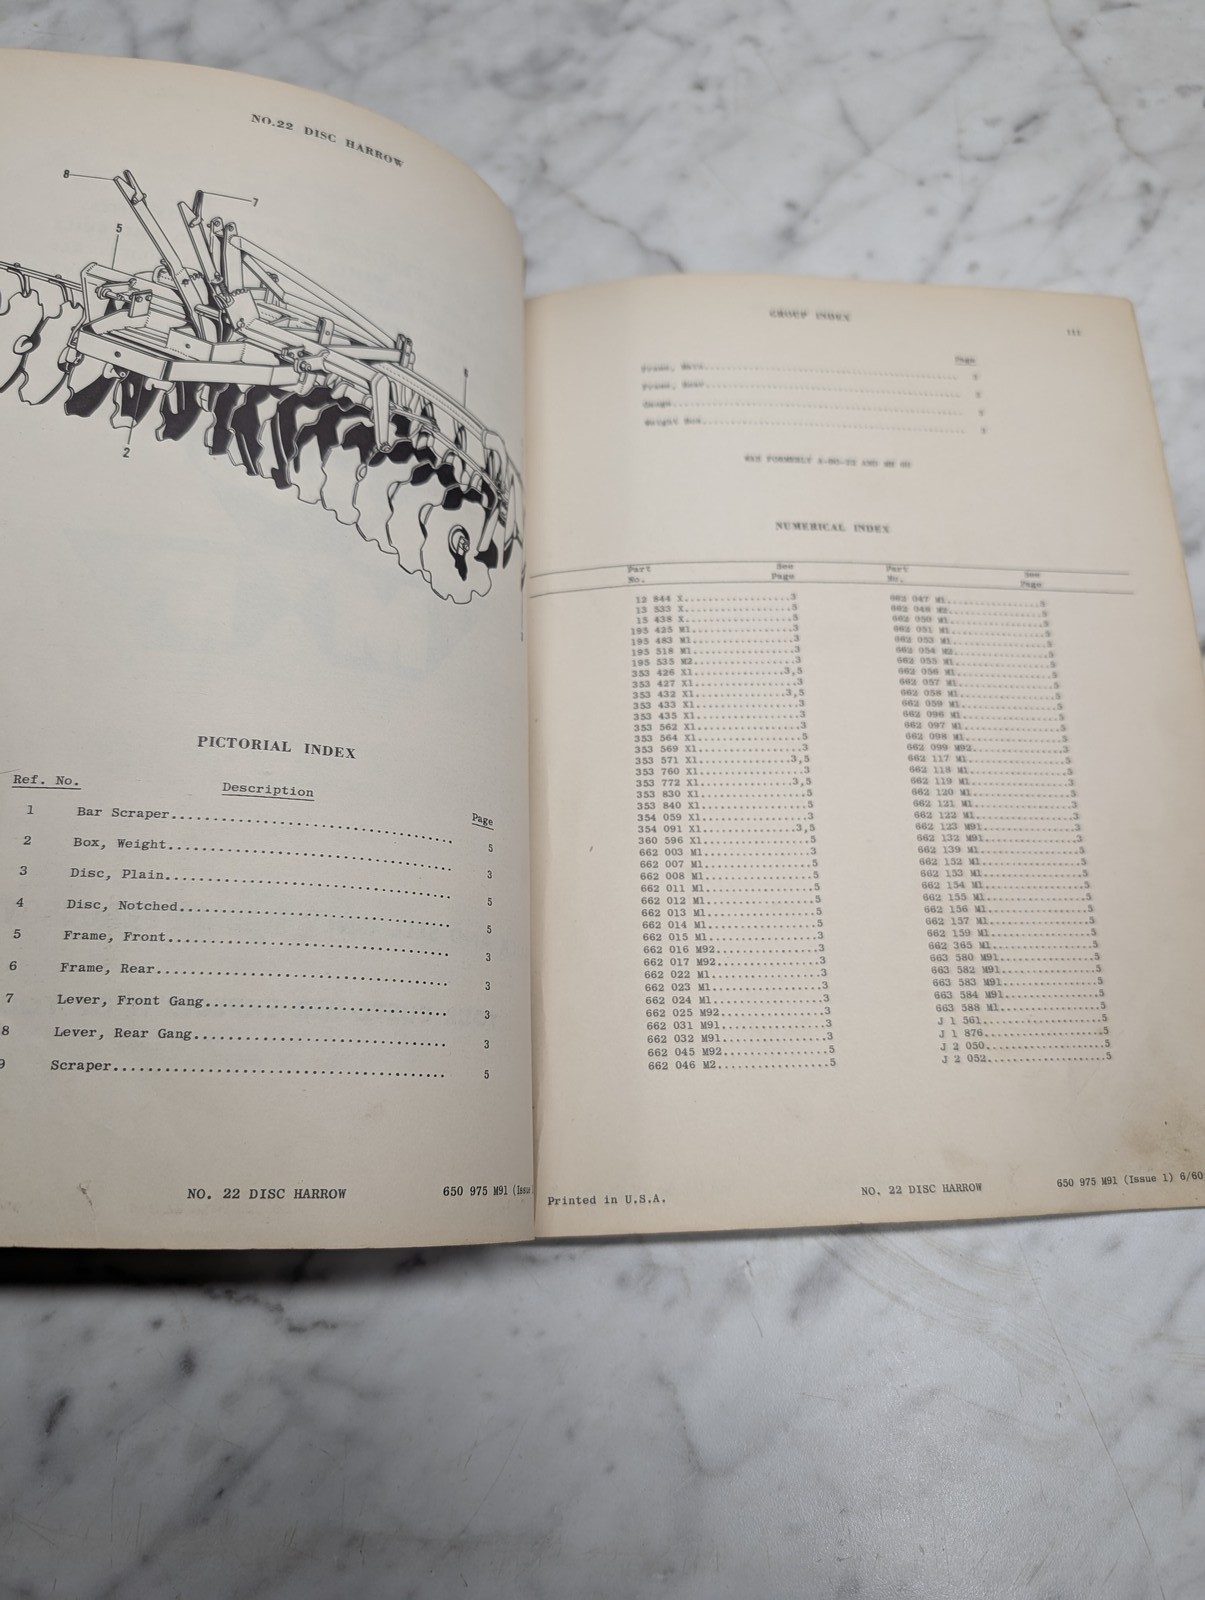 NO.22 DISC HARROW
8
7
5
6
2
PICTORIAL INDEX
Ref. No. Description Page
1 Bar Scraper 5
2 Box, Weight 3
3 Disc, Plain 5
4 Disc, Notched 5
5 Frame, Front 3
6 Frame, Rear 3
7 Lever, Front Gang 3
8 Lever, Rear Gang 3
9 Scraper 5
NO. 22 DISC HARROW 650 975 M91
GROUP INDEX
iii
Page
Frame,
Frame, Rear
Weight Box
NUMERICAL INDEX
Part No. See Page
12 844 X 3
13 533 X 5
15 438 X 5
195 425 M1 3
195 483 M1 3
195 518 M1 3
195 535 M2 3
353 426 X1 3,5
353 427 X1 3
353 432 X1 3,5
353 433 X1 3
353 435 X1 3
353 562 X1 3
353 564 X1 5
353 569 X1 3
353 571 X1 3,5
353 760 X1 3
353 772 X1 3,5
353 830 X1 5
353 840 X1 5
354 059 X1 3
354 091 X1 3,5
360 596 X1 5
662 003 M1 3
662 007 M1 5
662 008 M1 5
662 011 M1 5
662 012 M1 5
662 013 M1 5
662 014 M1 5
662 015 M1 3
662 016 M92 3
662 017 M92 3
662 022 M1 3
662 023 M1 3
662 024 M1 3
662 025 M92 3
662 031 M91 3
662 032 M91 3
662 045 M92 5
662 046 M2 5
Part No. See Page
662 047 M1 5
662 048 M2 5
662 050 M1 5
662 051 M1 5
662 053 M1 5
662 054 M2 5
662 055 M1 5
662 056 M1 5
662 057 M1 5
662 058 M1 5
662 059 M1 5
662 096 M1 5
662 097 M1 5
662 098 M1 5
662 099 M92 3
662 117 M1 5
662 118 M1 5
662 119 M1 3
662 120 M1 5
662 121 M1 3
662 122 M1 3
662 123 M91 3
662 132 M91 3
662 139 M1 5
662 152 M1 5
662 153 M1 5
662 154 M1 5
662 155 M1 5
662 156 M1 5
662 157 M1 5
662 159 M1 5
662 365 M1 5
663 580 M91 5
663 582 M91 5
663 583 M91 5
663 584 M91 5
663 588 M1 5
J 1 561 5
J 1 876 5
J 2 050 5
J 2 052 5
Printed in U.S.A. NO. 22 DISC HARROW 650 975 M91 (Issue 1) 6/60